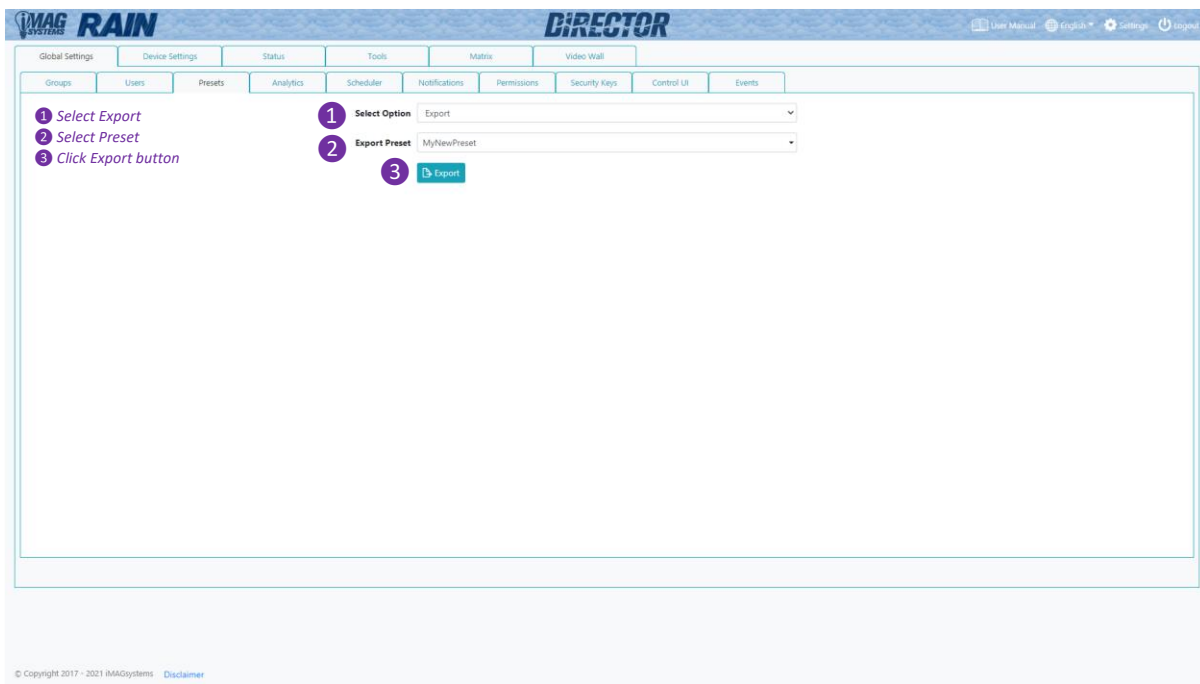 iMAG SYSTEMS RAIN DiRECTOR User Manual English Settings Logout
Global Settings Device Settings Status Tools Matrix Video Wall
Groups Users Presets Analytics Scheduler Notifications Permissions Security Keys Control UI Events
1 Select Export
2 Select Preset
3 Click Export button
1 Select Option Export
2 Export Preset MyNewPreset
3 Export
© Copyright 2017 - 2021 iMAGsystems Disclaimer